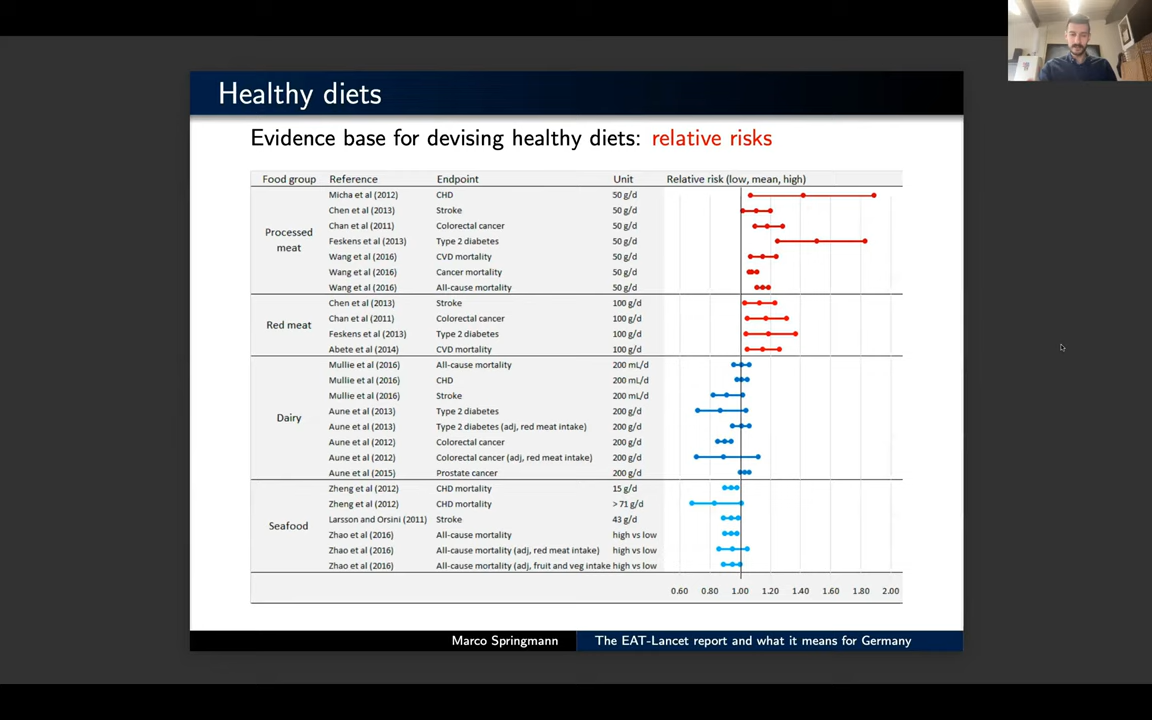 Healthy diets
Evidence base for devising healthy diets: relative risks
Food group Reference Endpoint Unit Relative risk (low, mean, high)
Processed meat
Micha et al (2012) CHD 50 g/d
Chen et al (2013) Stroke 50 g/d
Chan et al (2011) Colorectal cancer 50 g/d
Feskens et al (2013) Type 2 diabetes 50 g/d
Wang et al (2016) CVD mortality 50 g/d
Wang et al (2016) Cancer mortality 50 g/d
Wang et al (2016) All-cause mortality 50 g/d
Red meat
Chen et al (2013) Stroke 100 g/d
Chan et al (2011) Colorectal cancer 100 g/d
Feskens et al (2013) Type 2 diabetes 100 g/d
Abete et al (2014) CVD mortality 100 g/d
Dairy
Mullie et al (2016) All-cause mortality 200 mL/d
Mullie et al (2016) CHD 200 mL/d
Mullie et al (2016) Stroke 200 mL/d
Aune et al (2013) Type 2 diabetes 200 g/d
Aune et al (2013) Type 2 diabetes (adj, red meat intake) 200 g/d
Aune et al (2012) Colorectal cancer 200 g/d
Aune et al (2012) Colorectal cancer (adj, red meat intake) 200 g/d
Aune et al (2015) Prostate cancer 200 g/d
Seafood
Zheng et al (2012) CHD mortality 15 g/d
Zheng et al (2012) CHD mortality > 71 g/d
Larsson and Orsini (2011) Stroke 43 g/d
Zhao et al (2016) All-cause mortality high vs low
Zhao et al (2016) All-cause mortality (adj, red meat intake) high vs low
Zhao et al (2016) All-cause mortality (adj, fruit and veg intake high vs low
0.60 0.80 1.00 1.20 1.40 1.60 1.80 2.00
Marco Springmann The EAT-Lancet report and what it means for Germany